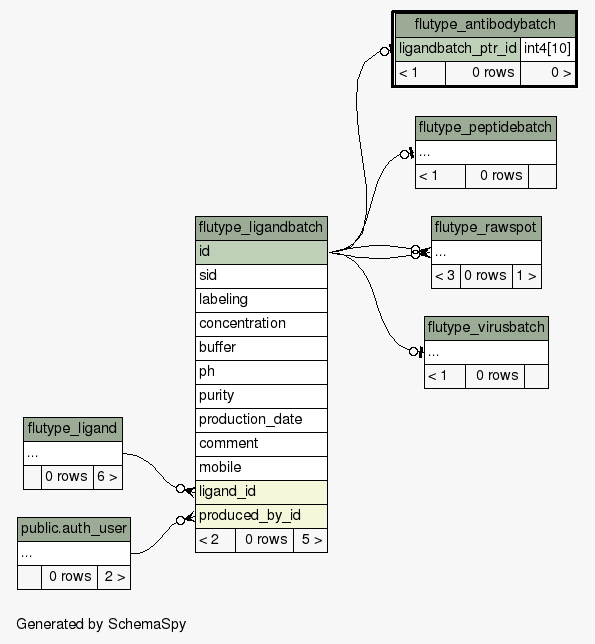 flutype_antibodybatch
ligandbatch_ptr_id int4[10]
< 1 0 rows 0 >
flutype_peptidebatch
...
< 1 0 rows
flutype_ligandbatch
id
sid
labeling
concentration
buffer
ph
purity
production_date
comment
mobile
ligand_id
produced_by_id
< 2 0 rows 5 >
flutype_rawspot
...
< 3 0 rows 1 >
flutype_virusbatch
...
< 1 0 rows
flutype_ligand
...
0 rows 6 >
public.auth_user
...
0 rows 2 >
Generated by SchemaSpy